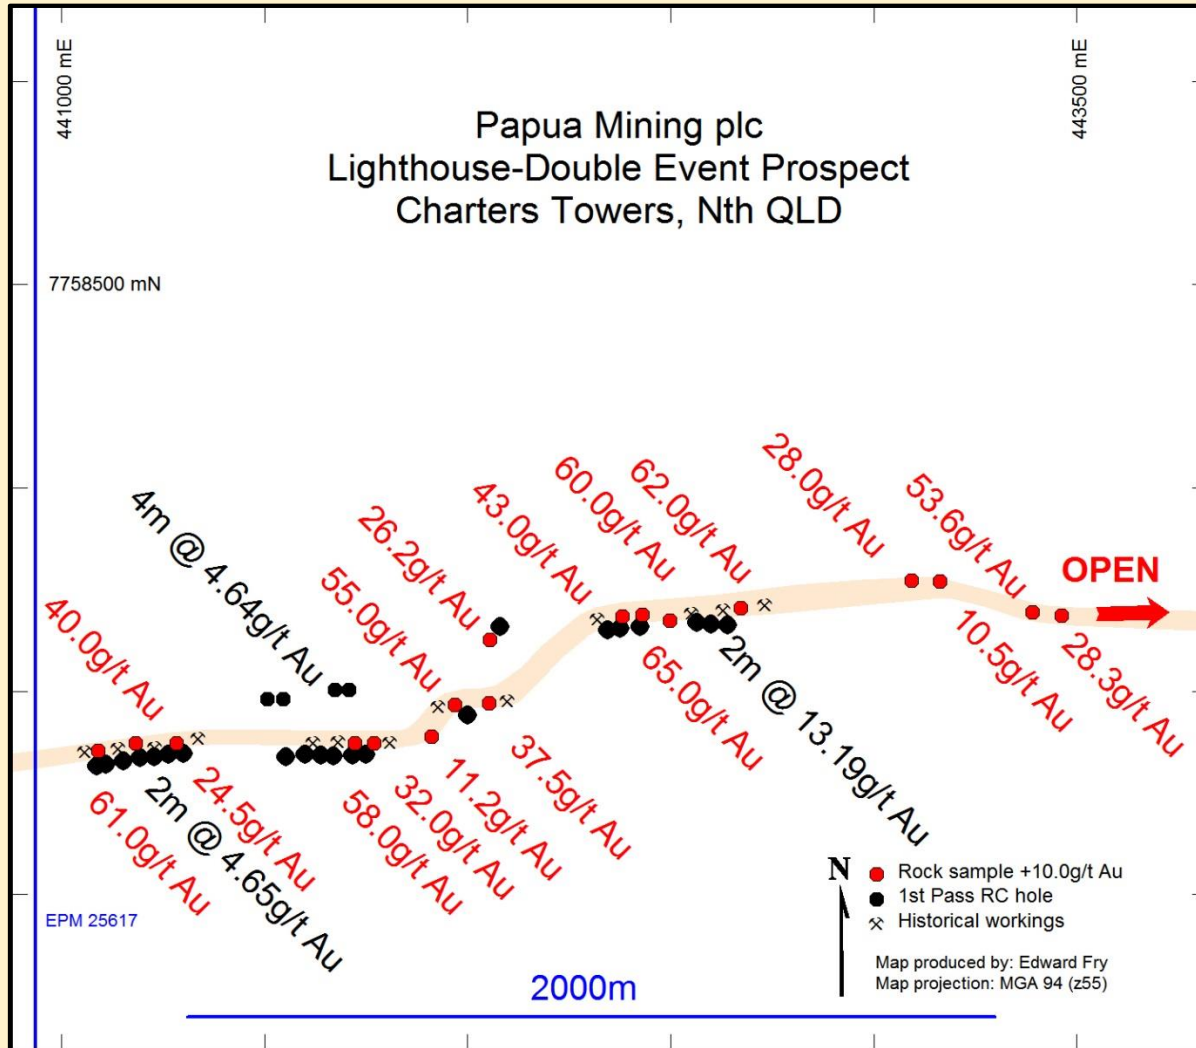 441000 mE
443500 mE
Papua Mining plc
Lighthouse-Double Event Prospect
Charters Towers, Nth QLD
7758500 mN
40.0g/t Au
4m @ 4.64g/t Au
26.2g/t Au
55.0g/t Au
43.0g/t Au
60.0g/t Au
62.0g/t Au
28.0g/t Au
53.6g/t Au
OPEN
61.0g/t Au
2m @ 4.65g/t Au
24.5g/t Au
58.0g/t Au
32.0g/t Au
11.2g/t Au
37.5g/t Au
65.0g/t Au
2m @ 13.19g/t Au
10.5g/t Au
28.3g/t Au
EPM 25617
N
Rock sample +10.0g/t Au
1st Pass RC hole
Historical workings
Map produced by: Edward Fry
Map projection: MGA 94 (z55)
2000m